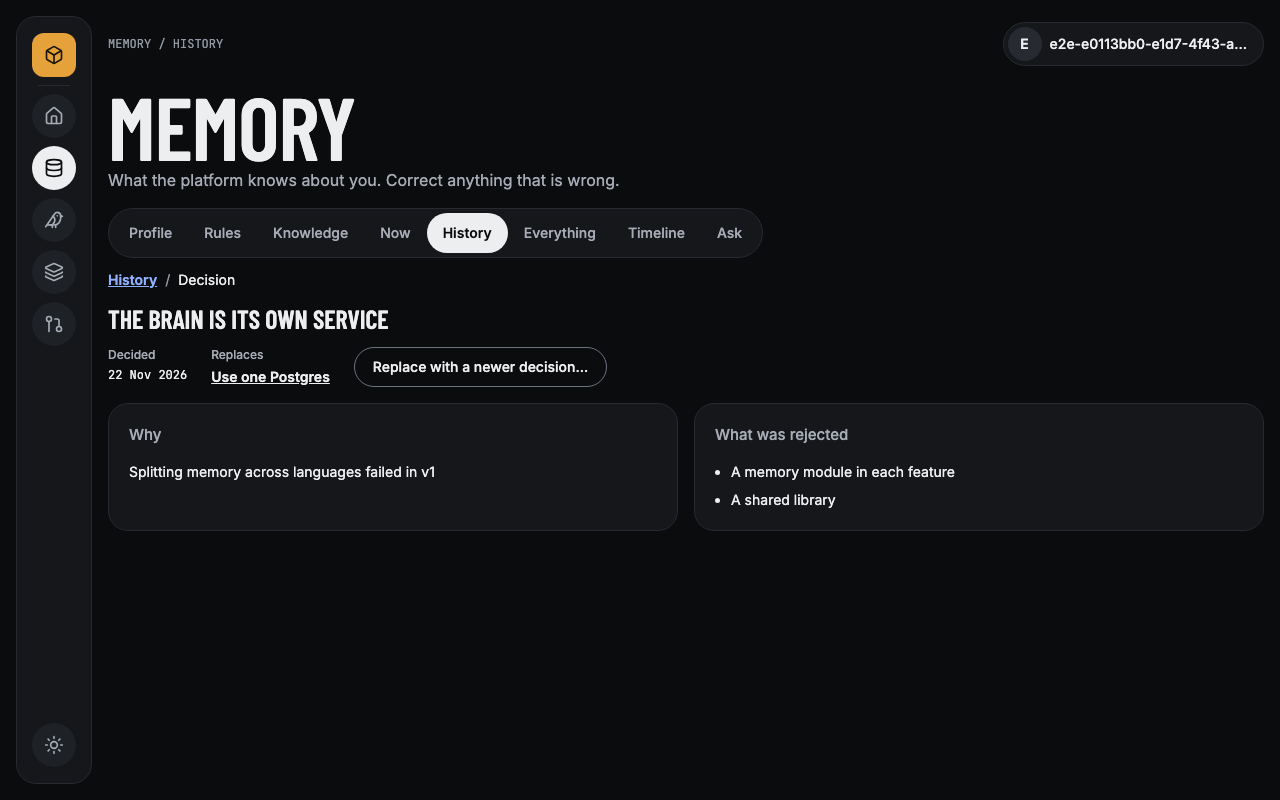 MEMORY / HISTORY
E e2e-e0113bb0-e1d7-4f43-a...
MEMORY
What the platform knows about you. Correct anything that is wrong.
Profile Rules Knowledge Now History Everything Timeline Ask
History / Decision
THE BRAIN IS ITS OWN SERVICE
Decided
22 Nov 2026
Replaces
Use one Postgres
Replace with a newer decision...
Why
Splitting memory across languages failed in v1
What was rejected
• A memory module in each feature
• A shared library